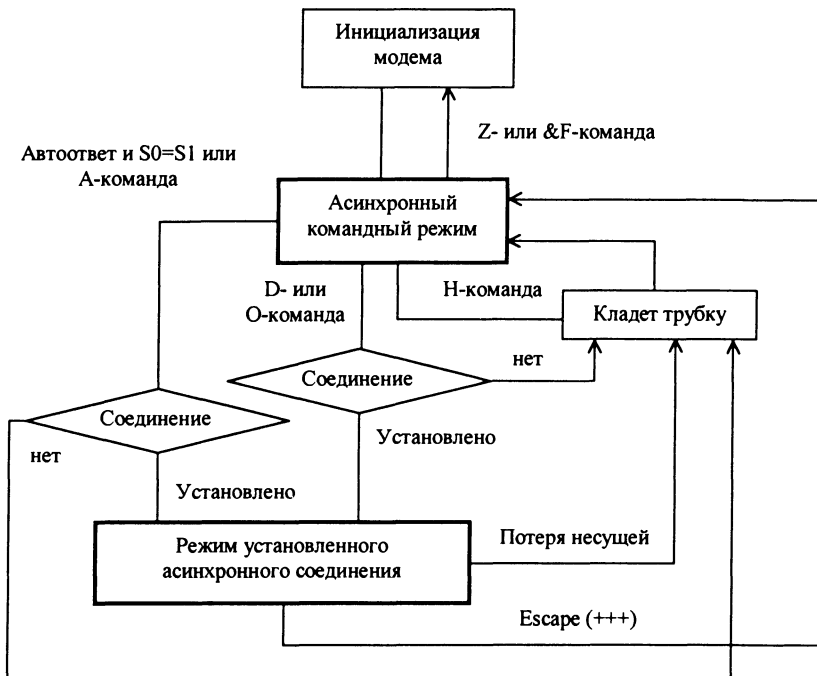 Инициализация
модема
Z- или &F-команда
Автоответ и S0=S1 или
А-команда
Асинхронный
командный режим
D- или
О-команда
Н-команда
Кладет трубку
нет
Соединение
Соединение
Установлено
нет
Установлено
Режим установленного
асинхронного соединения
Потеря несущей
Escape (+++)